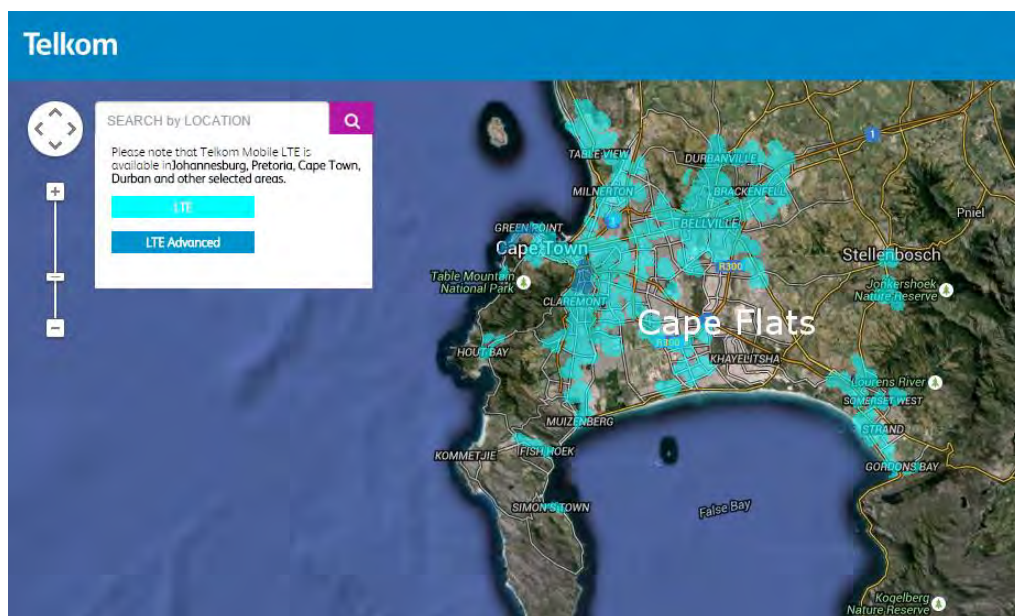 Telkom
SEARCH by LOCATION
Please note that Telkom Mobile LTE is
available inJohannesburg, Pretoria, Cape Town,
Durban and other selected areas.
LTE
LTE Advanced
TABLE VIEW
DURBANVILLE
1
MILNERTON
BRACKENFELL
Pniel
GREEN POINT
1
BELLVILLE
Cape Town
Stellenbosch
R300
Table Mountain
National Park
Jonkershoek
Nature Reserve
CLAREMONT
Cape Flats
R300
HOUT BAY
KHAYELITSHA
Lourens River
SOMERSET WEST
MUIZENBERG
STRAND
KOMMETJIE
FISH HOEK
GORDONS BAY
SIMON'S TOWN
False Bay
Kogelberg
Nature Reserve